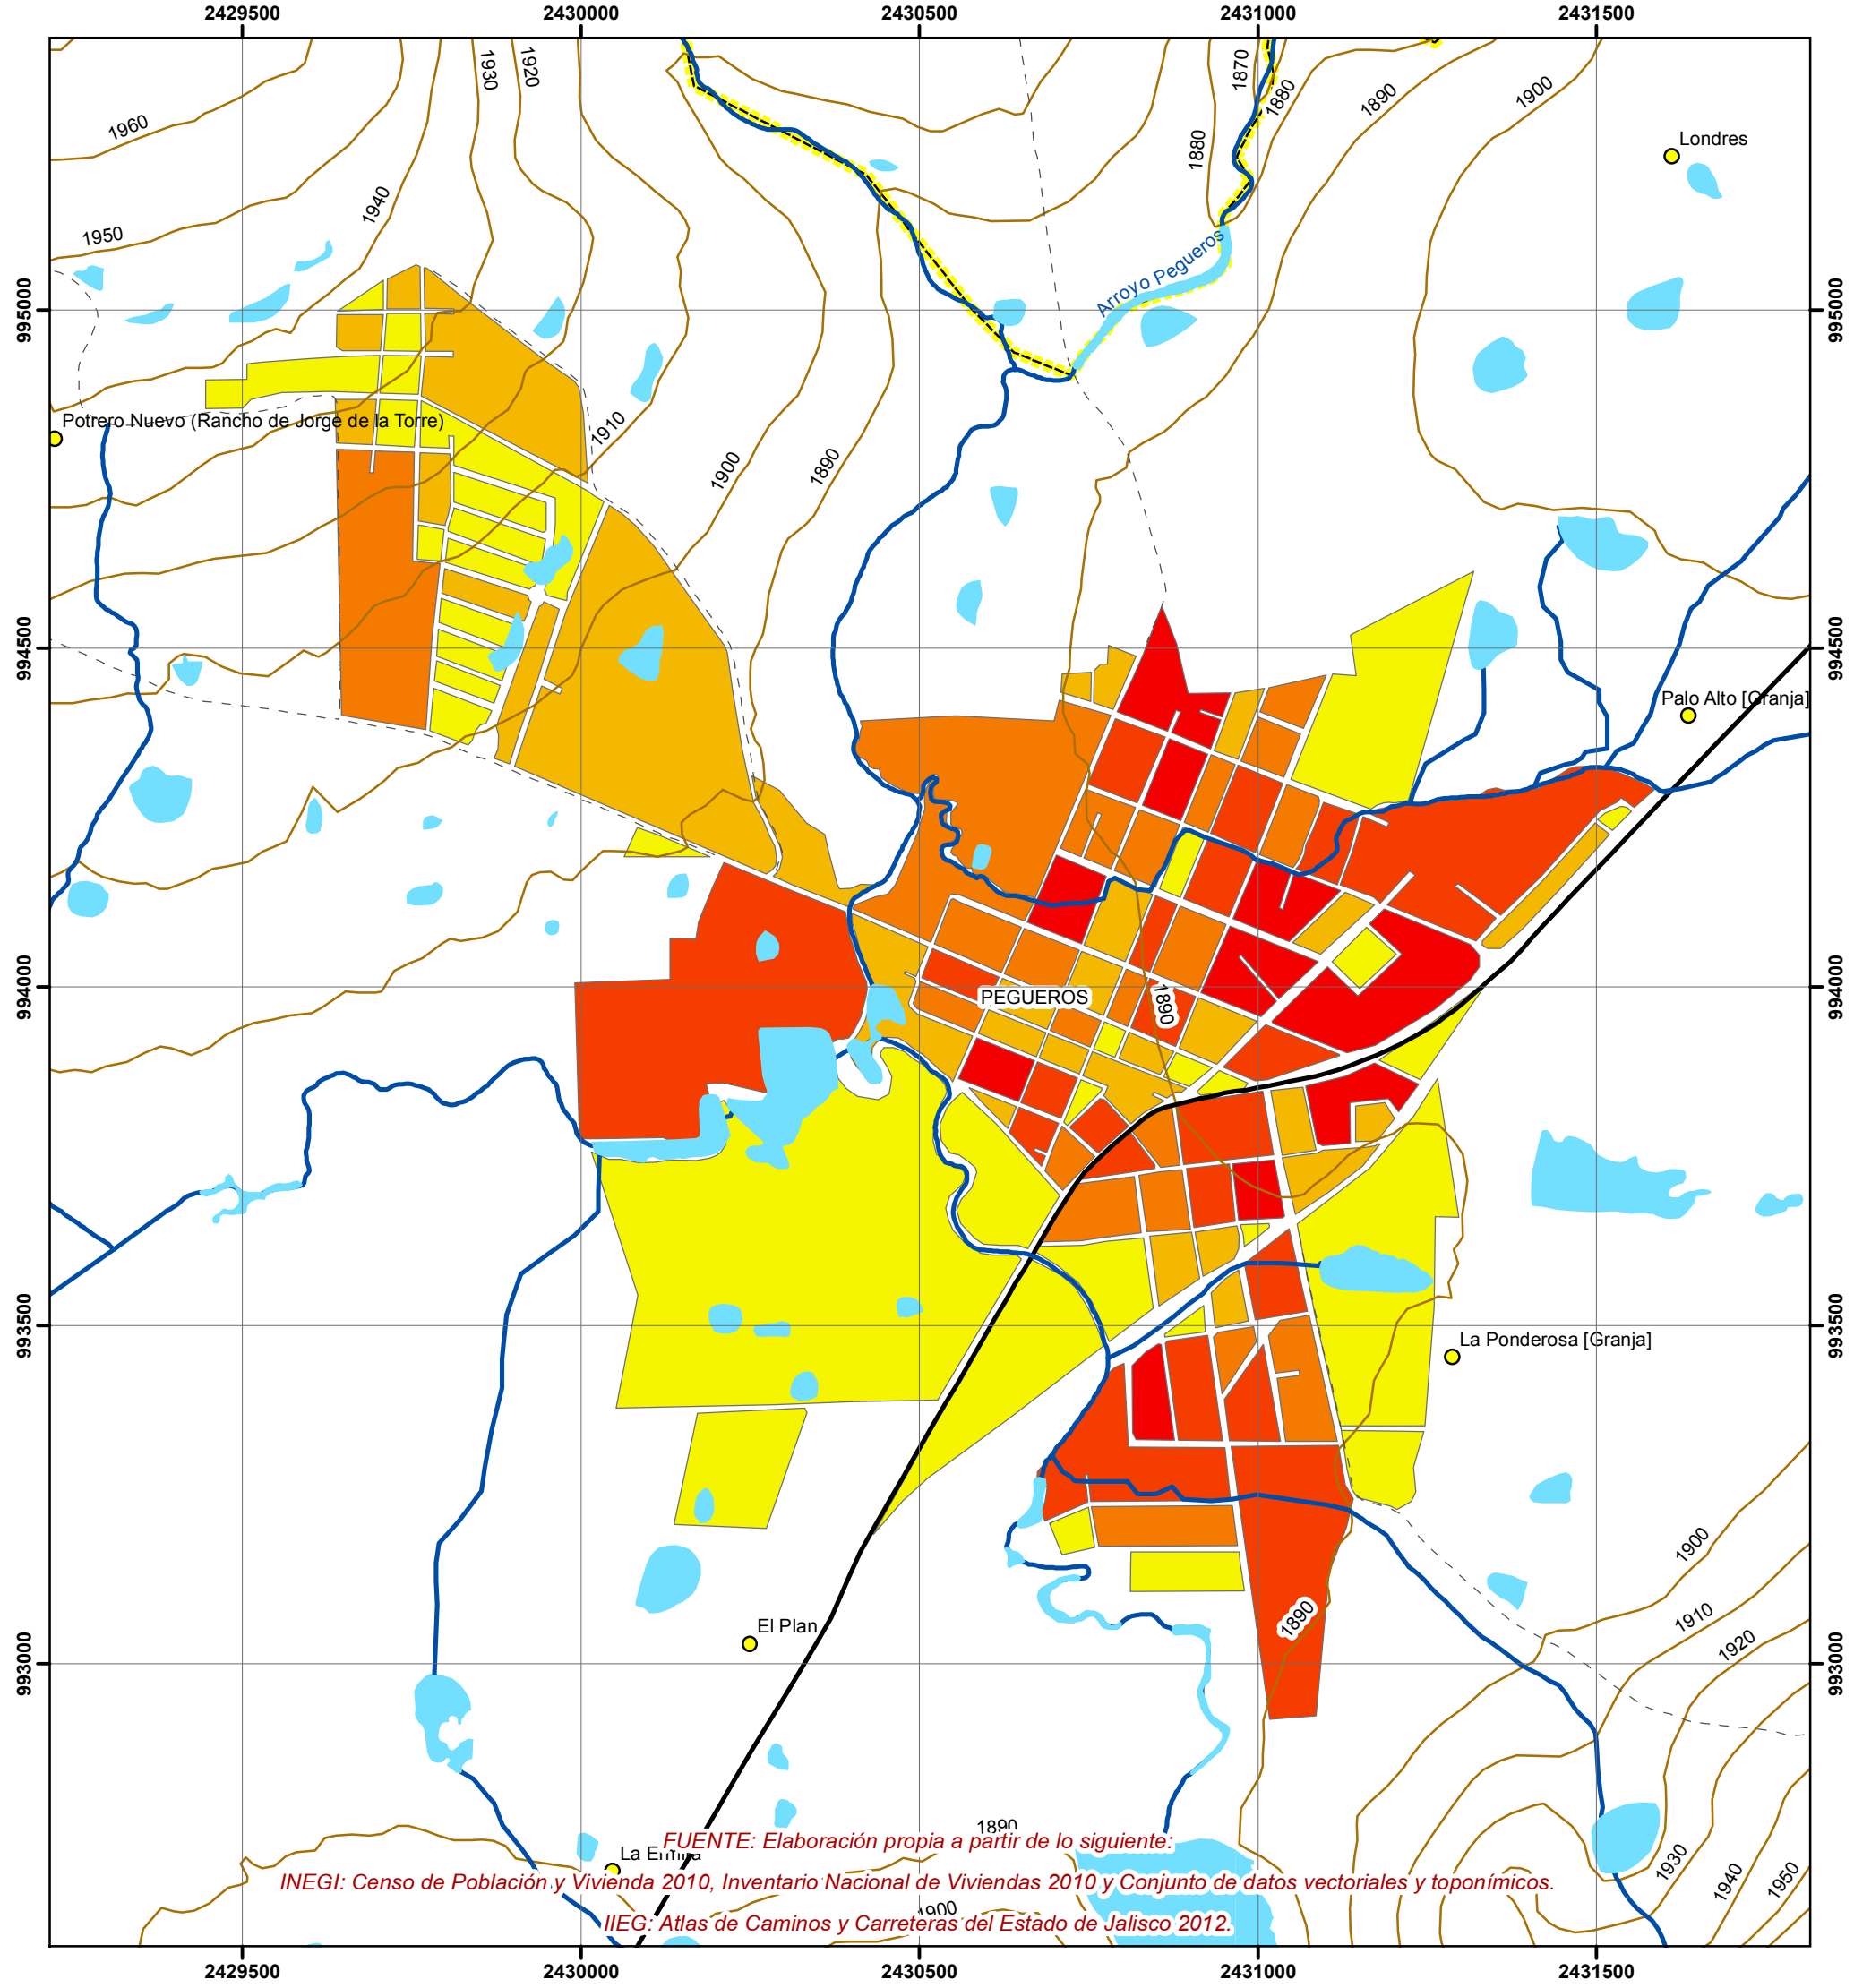 2429500 2430000 2430500 2431000 2431500
1930
1920
1870
1880
1890
1900
1960
1880
Londres
1940
1950
Arroyo Pegueros
995000
995000
Potrero Nuevo (Rancho de Jorge de la Torre)
1910
1900
1890
994500
994500
Palo Alto [Granja]
994000
994000
PEGUEROS
1890
993500
993500
La Ponderosa [Granja]
1900
1910
1920
El Plan
1890
993000
993000
1890
FUENTE: Elaboración propia a partir de lo siguiente:
La
1930
1940
1950
INEGI: Censo de Población y Vivienda 2010, Inventario Nacional de Viviendas 2010 y Conjunto de datos vectoriales y toponímicos.
1900
IIEG: Atlas de Caminos y Carreteras del Estado de Jalisco 2012.
2429500 2430000 2430500 2431000 2431500